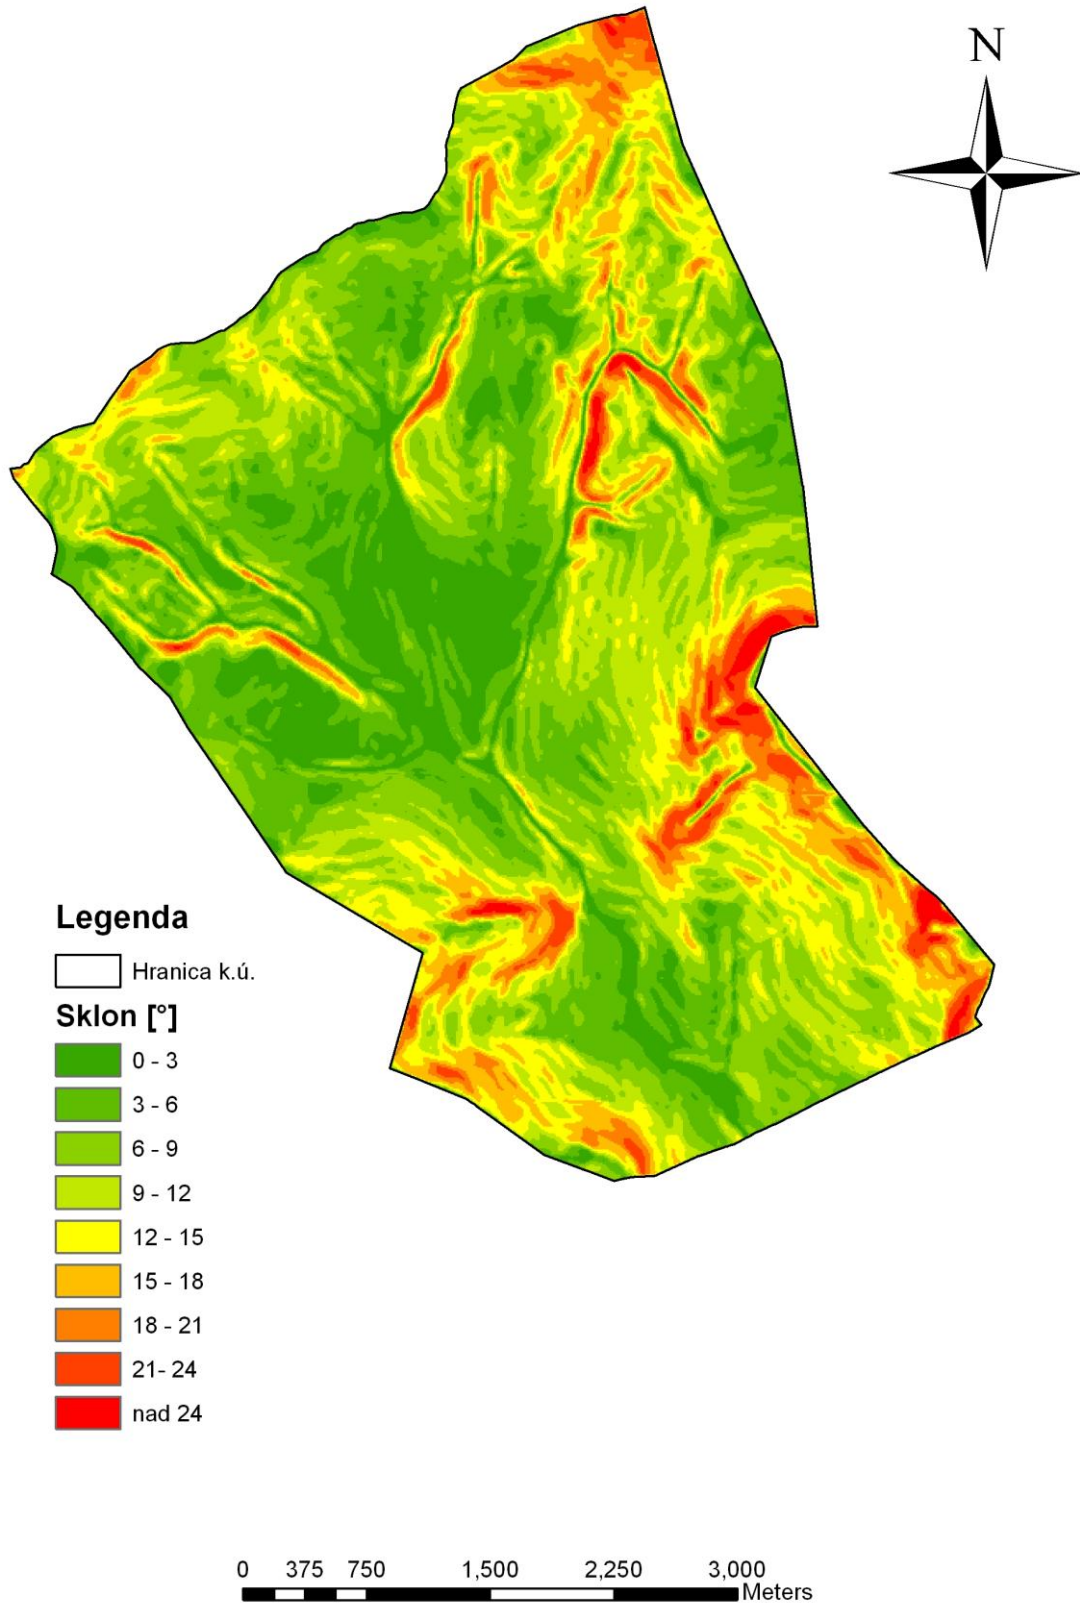 N
Legenda
Hranica k.ú.
Sklon [°]
0 - 3
3 - 6
6 - 9
9 - 12
12 - 15
15 - 18
18 - 21
21- 24
nad 24
0 375 750 1,500 2,250 3,000
Meters